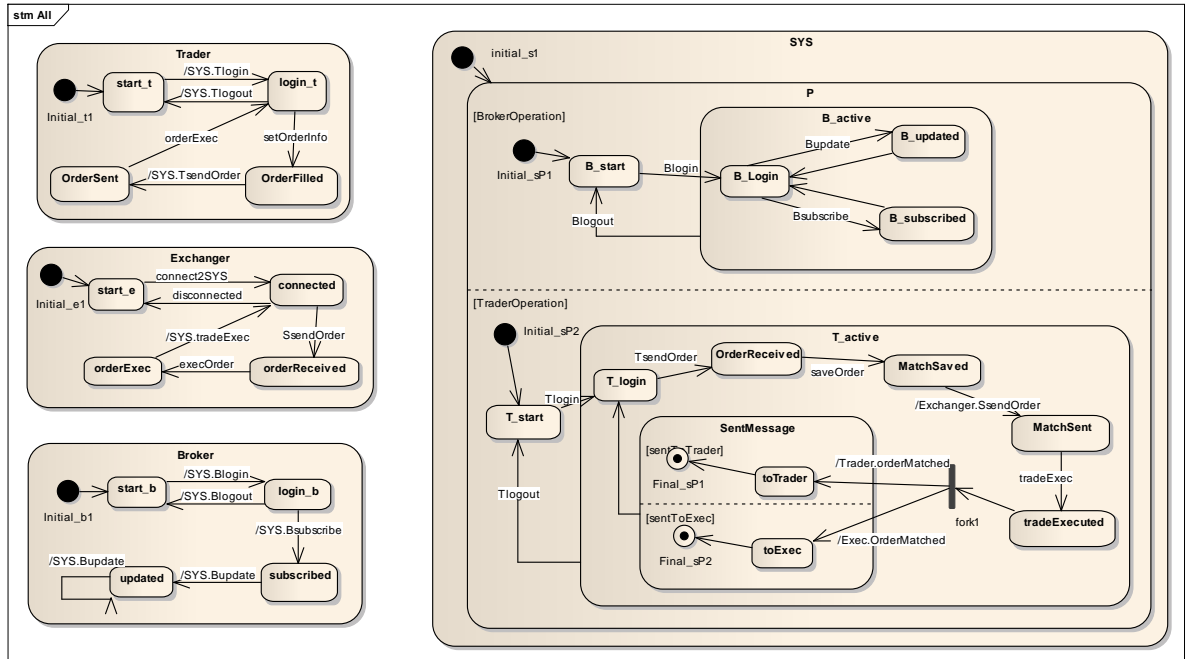 stm All
Trader
/SYS.Tlogin
start_t
login_t
/SYS.Tlogout
Initial_t1
orderExec
setOrderInfo
OrderSent
/SYS.TsendOrder
OrderFilled
Exchanger
connect2SYS
start_e
connected
disconnected
Initial_e1
/SYS.tradeExec
SsendOrder
orderExec
execOrder
orderReceived
Broker
/SYS.Blogin
start_b
login_b
/SYS.Blogout
Initial_b1
/SYS.Bsubscribe
/SYS.Bupdate
updated
/SYS.Bupdate
subscribed
SYS
initial_s1
P
[BrokerOperation]
B_active
Initial_sP1
B_start
Blogin
B_Login
Bupdate
B_updated
Bsubscribe
B_subscribed
Blogout
[TraderOperation]
Initial_sP2
T_active
TsendOrder
OrderReceived
saveOrder
MatchSaved
T_login
Tlogin
T_start
/Exchanger.SsendOrder
MatchSent
SentMessage
[sentToTrader]
Final_sP1
toTrader
/Trader.orderMatched
tradeExec
Tlogout
[sentToExec]
Final_sP2
toExec
/Exec.OrderMatched
fork1
tradeExecuted